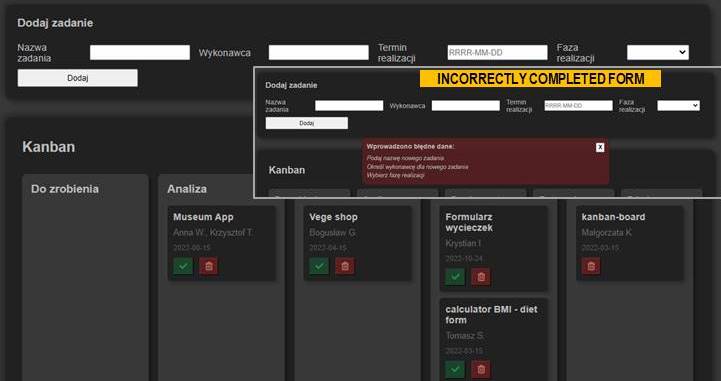 Dodaj zadanie
Nazwa zadania
Wykonawca
Termin realizacji
RRRR-MM-DD
Faza realizacji
Dodaj
INCORRECTLY COMPLETED FORM
Dodaj zadanie
Nazwa zadania
Wykonawca
Termin realizacji
RRRR-MM-DD
Faza realizacji
Dodaj
Wprowadzono błędne dane:
X
Podaj nazwę nowego zadania
Określ wykonawcę dla nowego zadania
Wybierz fazę realizacji
Kanban
Kanban
Do zrobienia
Analiza
Museum App
Anna W., Krzysztof T.
2022-08-15
Vege shop
Bogusław G.
2022-04-15
Formularz wycieczek
Krystian I.
2022-10-24
calculator BMI - diet form
Tomasz S.
2022-03-15
kanban-board
Małgorzata K.
2022-03-15